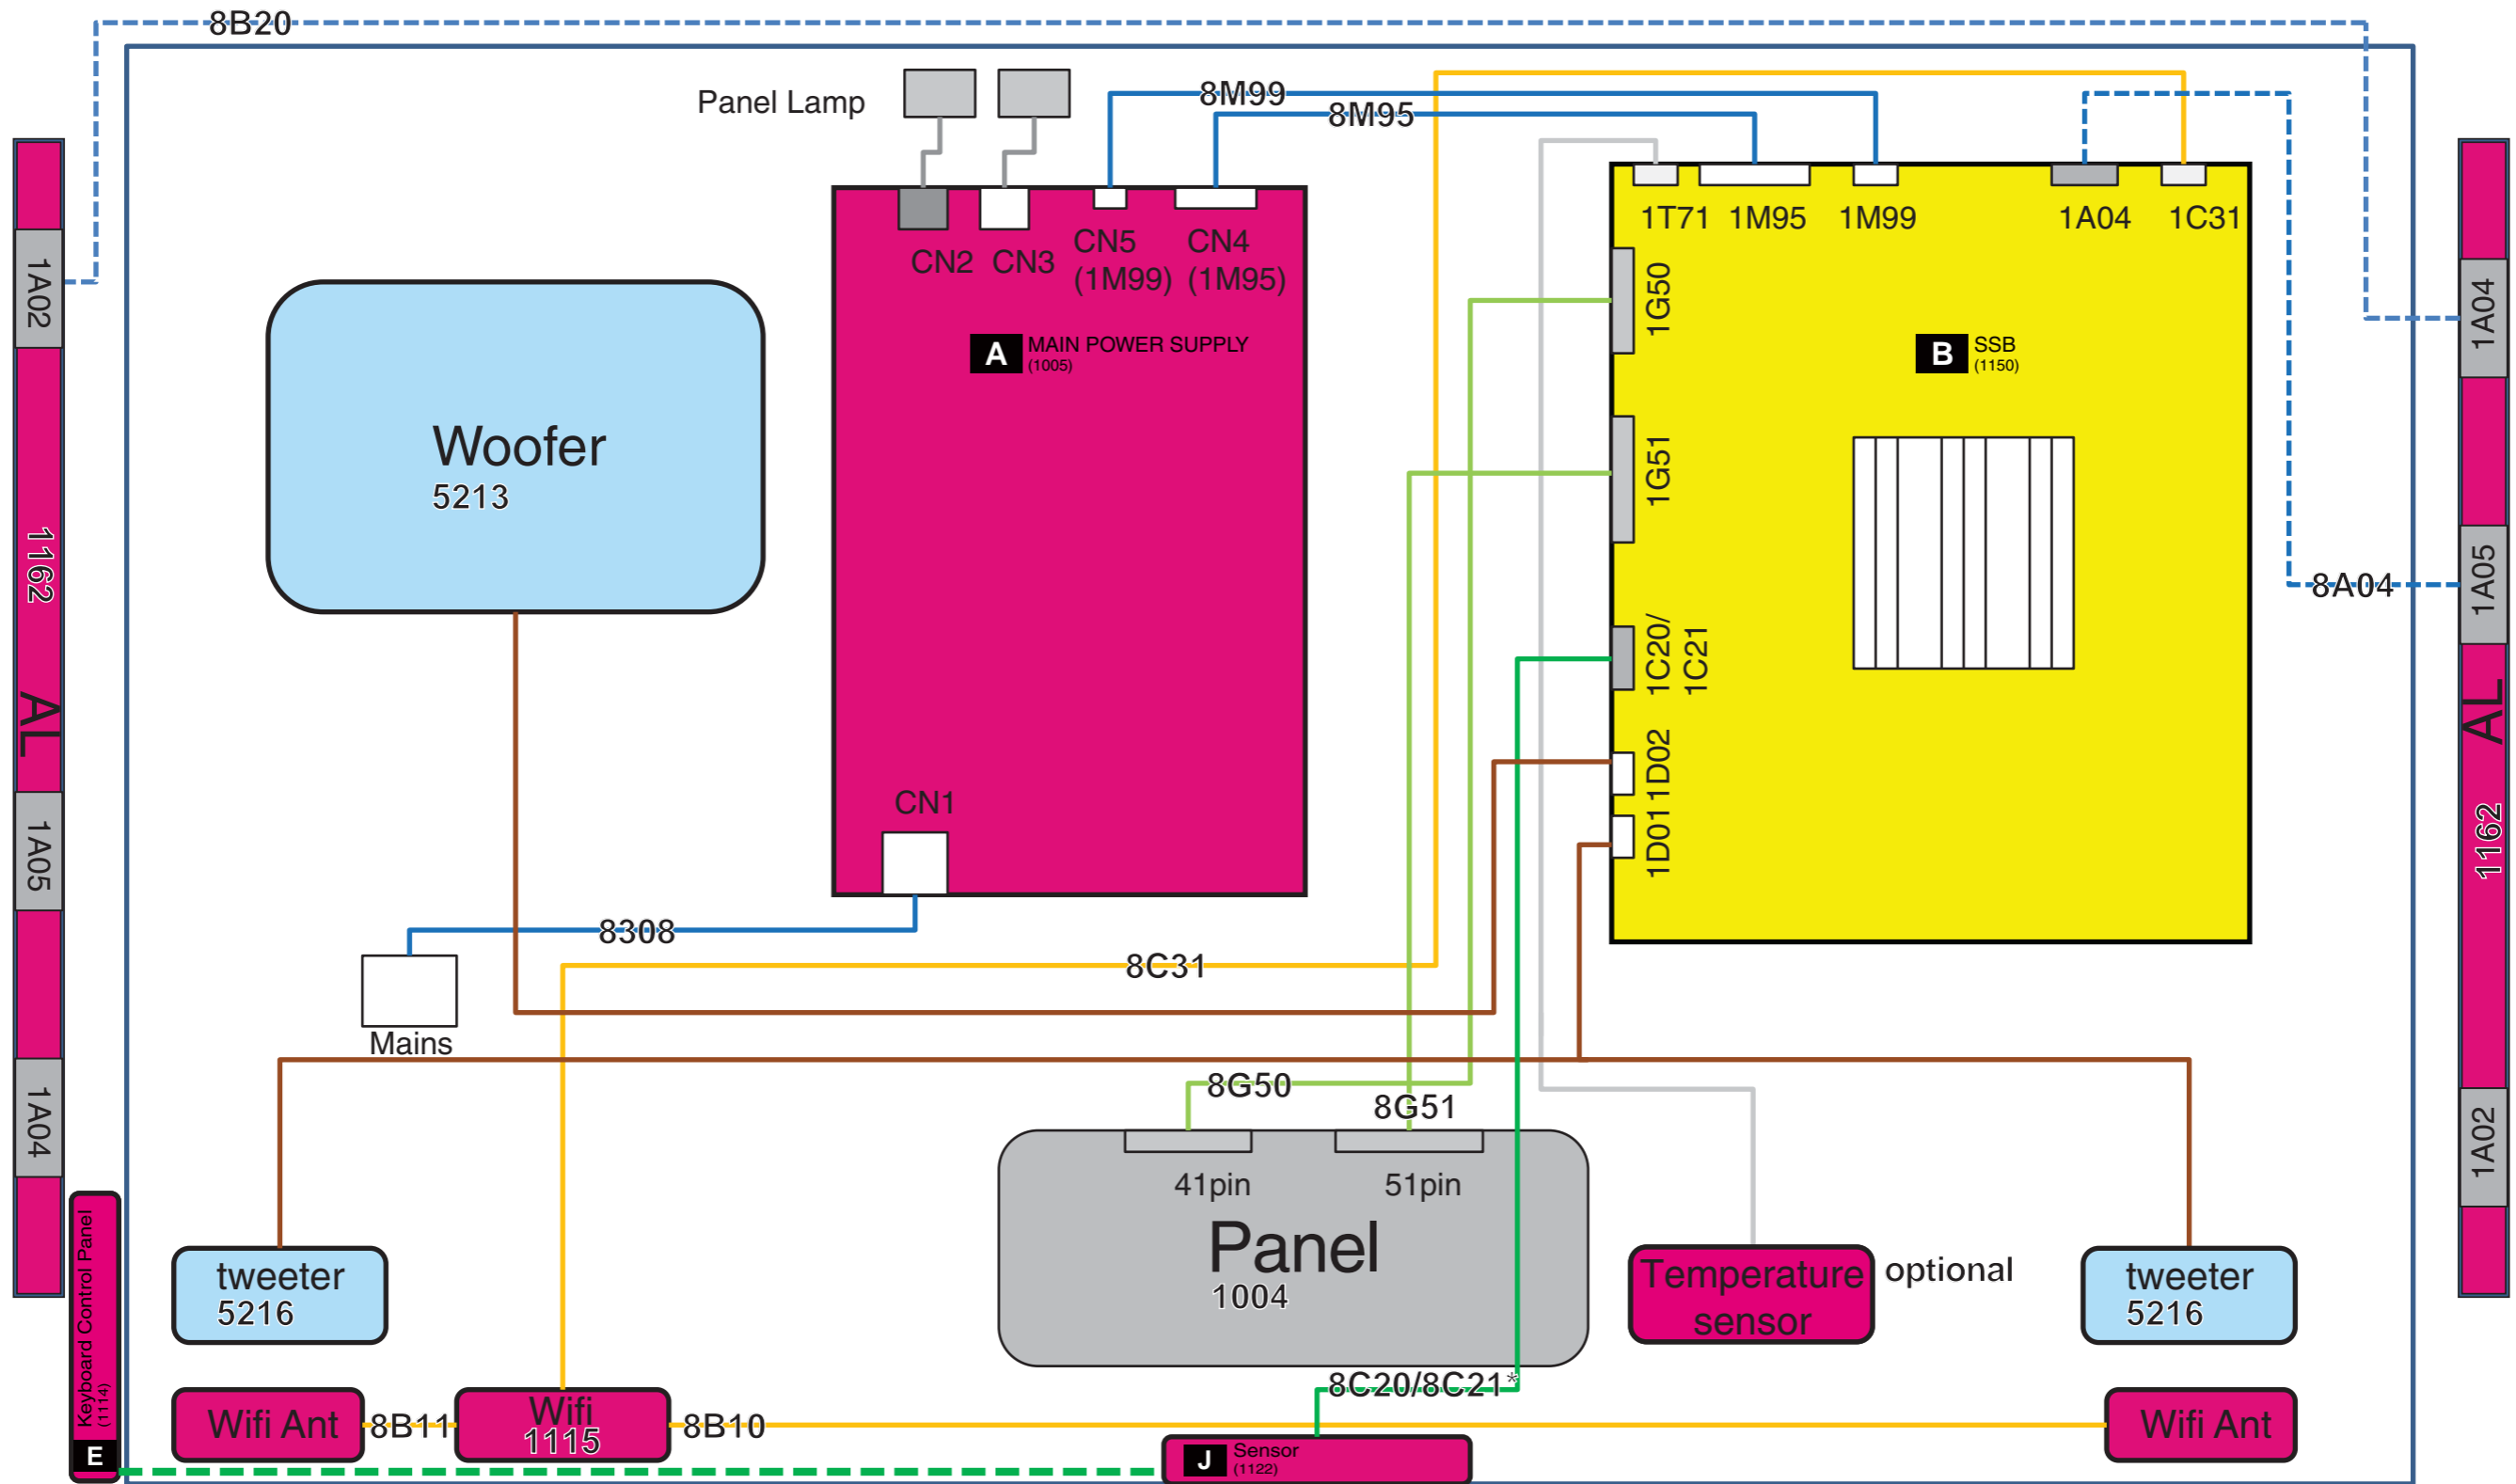 8B20
Panel Lamp
8M99
8M95
1A02
1162
AL
1A05
1A04
CN2
CN3
CN5
(1M99)
CN4
(1M95)
A
MAIN POWER SUPPLY
(1005)
CN1
Woofer
5213
1T71
1M95
1M99
1A04
1C31
1G50
1G51
1C20/
1C21
1D02
1D01
B
SSB
(1150)
1A04
1A05
8A04
AL
1162
1A02
8308
Mains
8C31
8G50
8G51
41pin
51pin
Panel
1004
Temperature
sensor
optional
tweeter
5216
tweeter
5216
Keyboard Control Panel
(1114)
E
Wifi Ant
8B11
Wifi
1115
8B10
8C20/8C21*
J
Sensor
(1122)
Wifi Ant